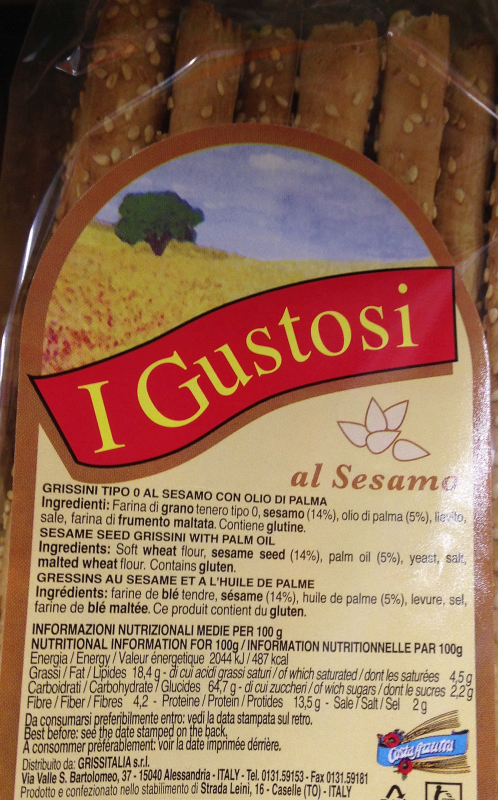 I Gustosi
al Sesamo
GRISSINI TIPO 0 AL SESAMO CON OLIO DI PALMA
Ingredienti: Farina di grano tenero tipo 0, sesamo (14%), olio di palma (5%), lievito,
sale, farina di frumento maltata. Contiene glutine.
SESAME SEED GRISSINI WITH PALM OIL
Ingredients: Soft wheat flour, sesame seed (14%), palm oil (5%), yeast, salt,
malted wheat flour. Contains gluten.
GRESSINS AU SESAME ET A L'HUILE DE PALME
Ingrédients: farine de blé tendre, sésame (14%), huile de palme (5%), levure, sel,
farine de blé maltée. Ce produit contient du gluten.
INFORMAZIONI NUTRIZIONALI MEDIE PER 100 g
NUTRITIONAL INFORMATION FOR 100g / INFORMATION NUTRITIONNELLE PAR 100g
Energia / Energy / Valeur énergetique 2044 kJ / 487 kcal
Grassi / Fat / Lipides 18,4 g - di cui acidi grassi saturi / of which saturated / dont les saturées 4,5 g
Carboidrati / Carbohydrate / Glucides 64,7 g - di cui zuccheri / of wich sugars / dont le sucres 2,2 g
Fibre / Fiber / Fibres 4,2 - Proteine / Protein / Protides 13,5 g - Sale / Salt / Sel 2 g
Da consumarsi preferibilmente entro: vedi la data stampata sul retro.
Best before: see the date stamped on the back.
A consommer preférablement: voir la date imprimée dérrière.
Distribuito da: GRISSITALIA s.r.l.
Via Valle S. Bartolomeo, 37 - 15040 Alessandria - ITALY - Tel. 0131.59153 - Fax 0131.59181
Prodotto e confezionato nello stabilimento di Strada Leinì, 16 - Caselle (TO) - ITALY